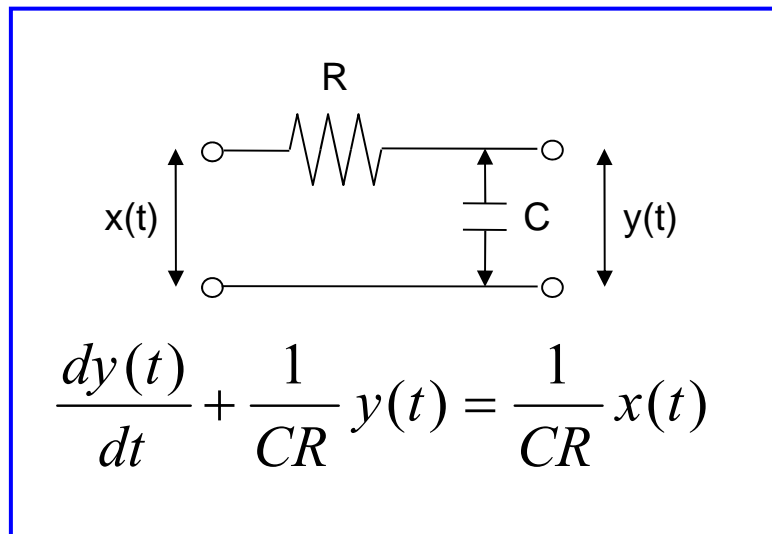 R
x(t)
C
y(t)
dy(t)/dt + 1/CR y(t) = 1/CR x(t)